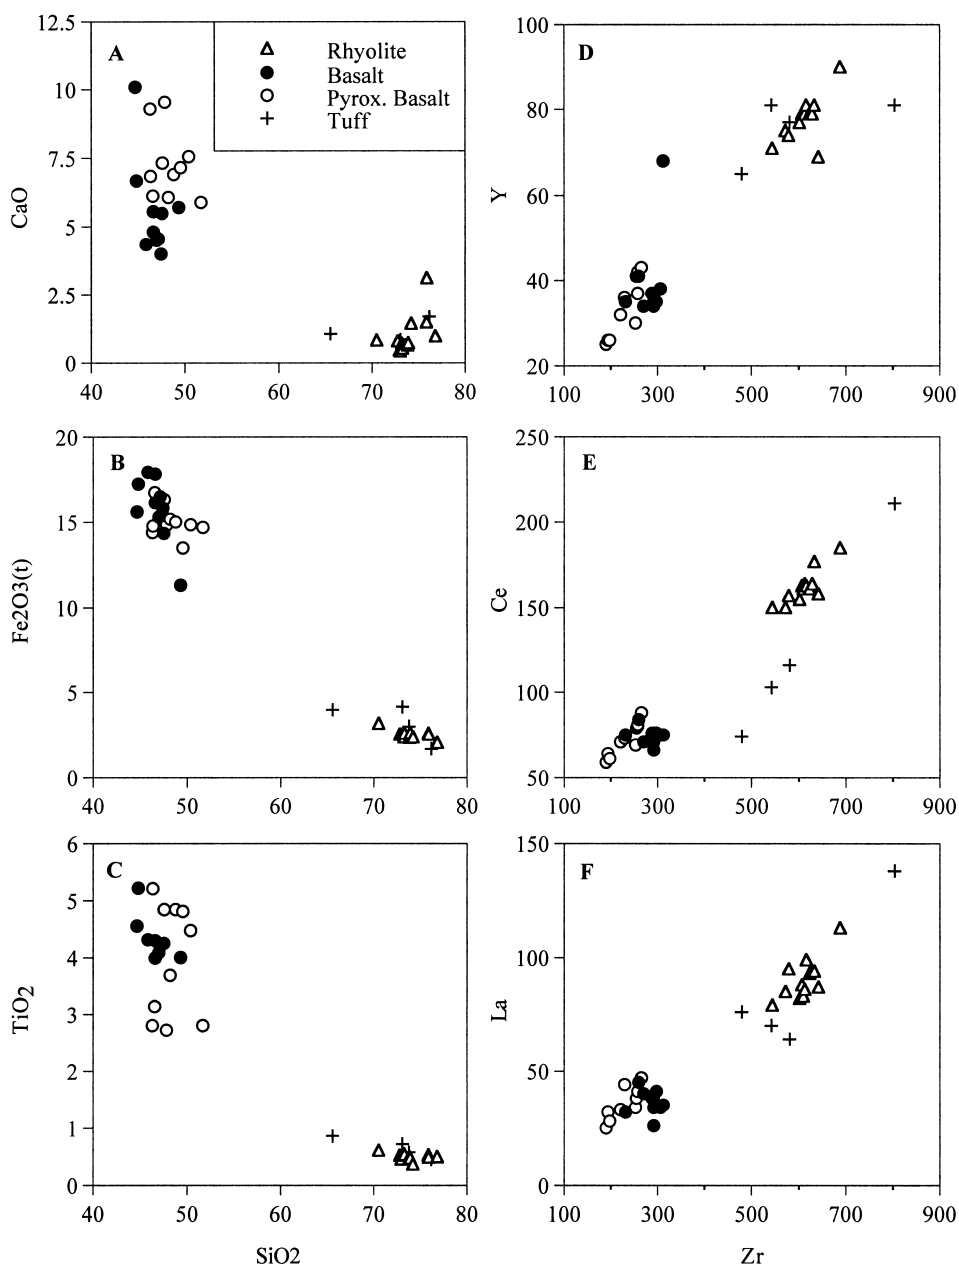 12.5
10
7.5
5
2.5
0
CaO
A
Rhyolite
Basalt
Pyrox. Basalt
Tuff
40 50 60 70 80
100
80
60
40
20
Y
D
100 300 500 700 900
20
15
10
5
0
Fe2O3(t)
B
40 50 60 70 80
250
200
150
100
50
Ce
E
100 300 500 700 900
6
5
4
3
2
1
0
TiO2
C
40 50 60 70 80
SiO2
150
100
50
0
La
F
100 300 500 700 900
Zr